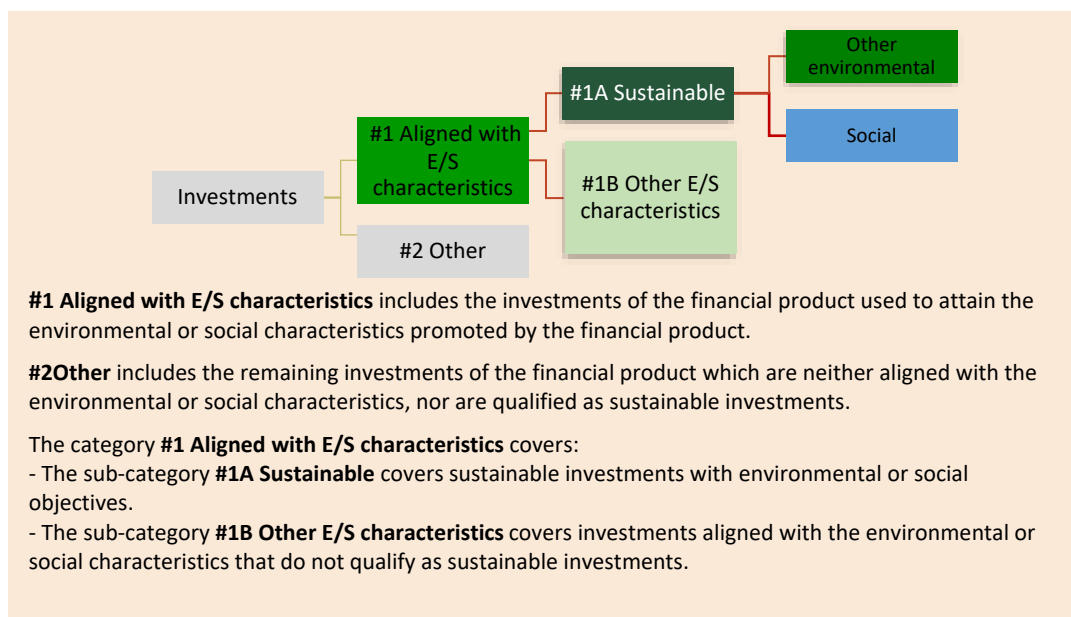 Other
environmental
#1A Sustainable
Social
#1 Aligned with
E/S
characteristics
#1B Other E/S
characteristics
Investments
#2 Other
#1 Aligned with E/S characteristics includes the investments of the financial product used to attain the
environmental or social characteristics promoted by the financial product.
#2Other includes the remaining investments of the financial product which are neither aligned with the
environmental or social characteristics, nor are qualified as sustainable investments.
The category #1 Aligned with E/S characteristics covers:
- The sub-category #1A Sustainable covers sustainable investments with environmental or social
objectives.
- The sub-category #1B Other E/S characteristics covers investments aligned with the environmental or
social characteristics that do not qualify as sustainable investments.